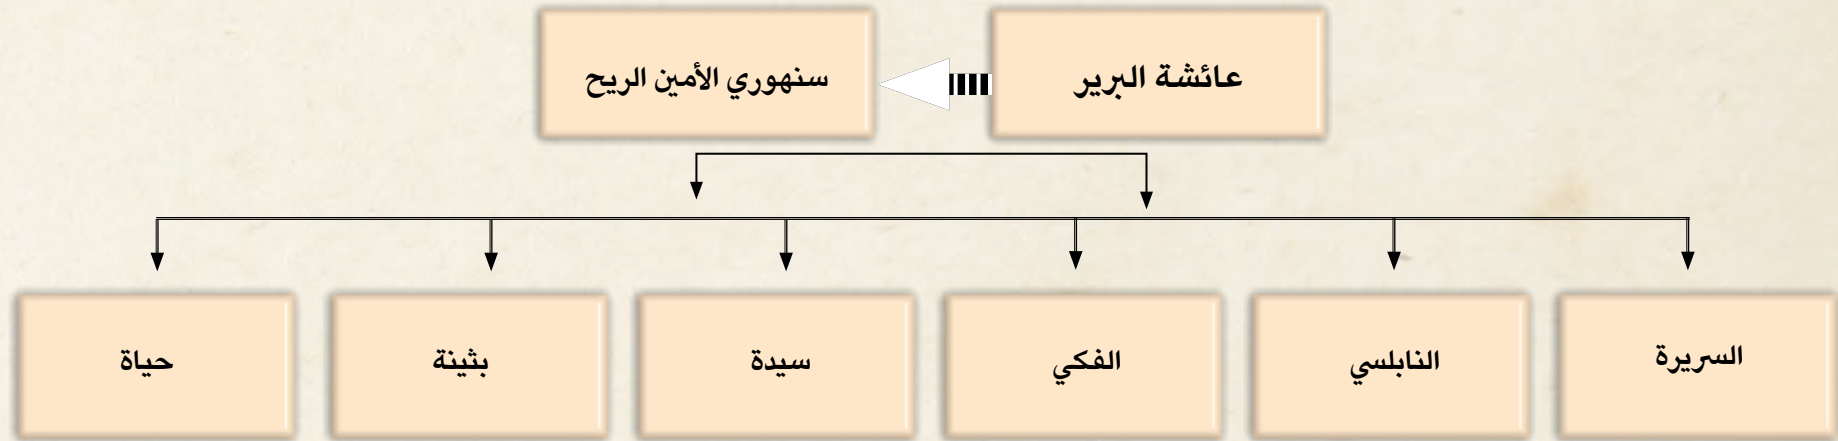 عائشة البرير
سنهوري الأمين الريح
السريرة
النابلسي
الفكي
سيدة
بثينة
حياة